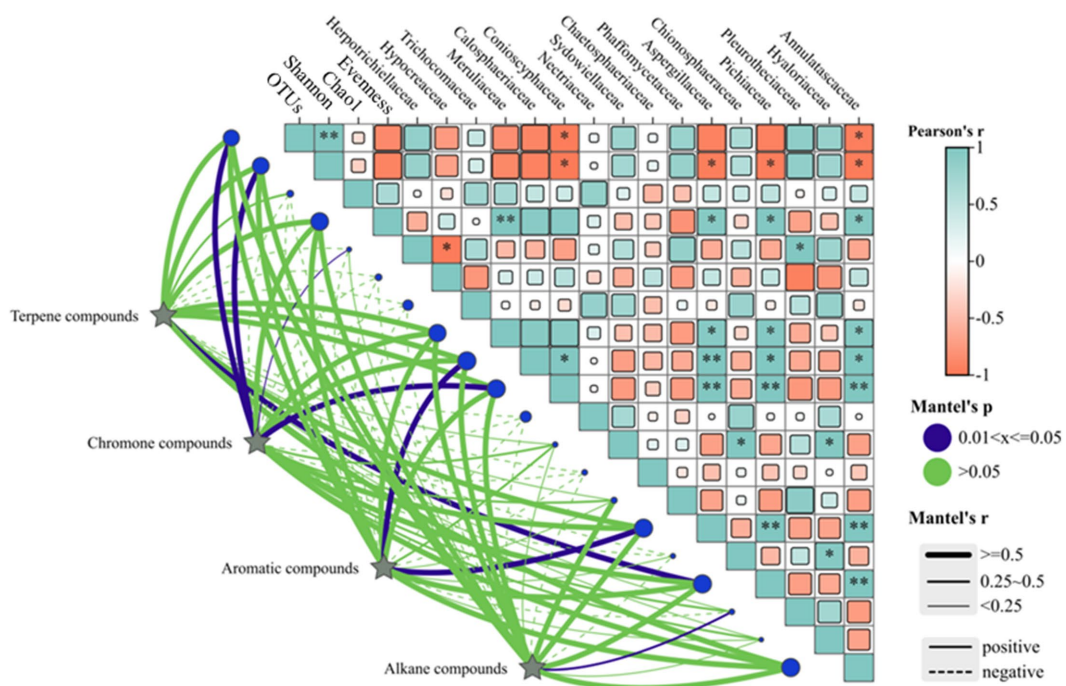 OTUs
Shannon
Chao1
Evenness
Herpotrichiellaceae
Hypocreaceae
Trichocomaceae
Meruliaceae
Calosphaeriaceae
Conioscyphaceae
Nectriaceae
Chaetosphaeriaceae
Sydowiellaceae
Phaffomycetaceae
Aspergillaceae
Chionosphaeraceae
Pichiaceae
Pleurotheciaceae
Hyaloriaceae
Annulatascaceae
Terpene compounds
Chromone compounds
Aromatic compounds
Alkane compounds
Pearson's r
1
0.5
0
-0.5
-1
Mantel's p
0.01<x<=0.05
>0.05
Mantel's r
>=0.5
0.25~0.5
<0.25
positive
negative
** * *
* * * *
** * * *
* *
* * *
* ** * *
** ** **
* *
** **
*
**